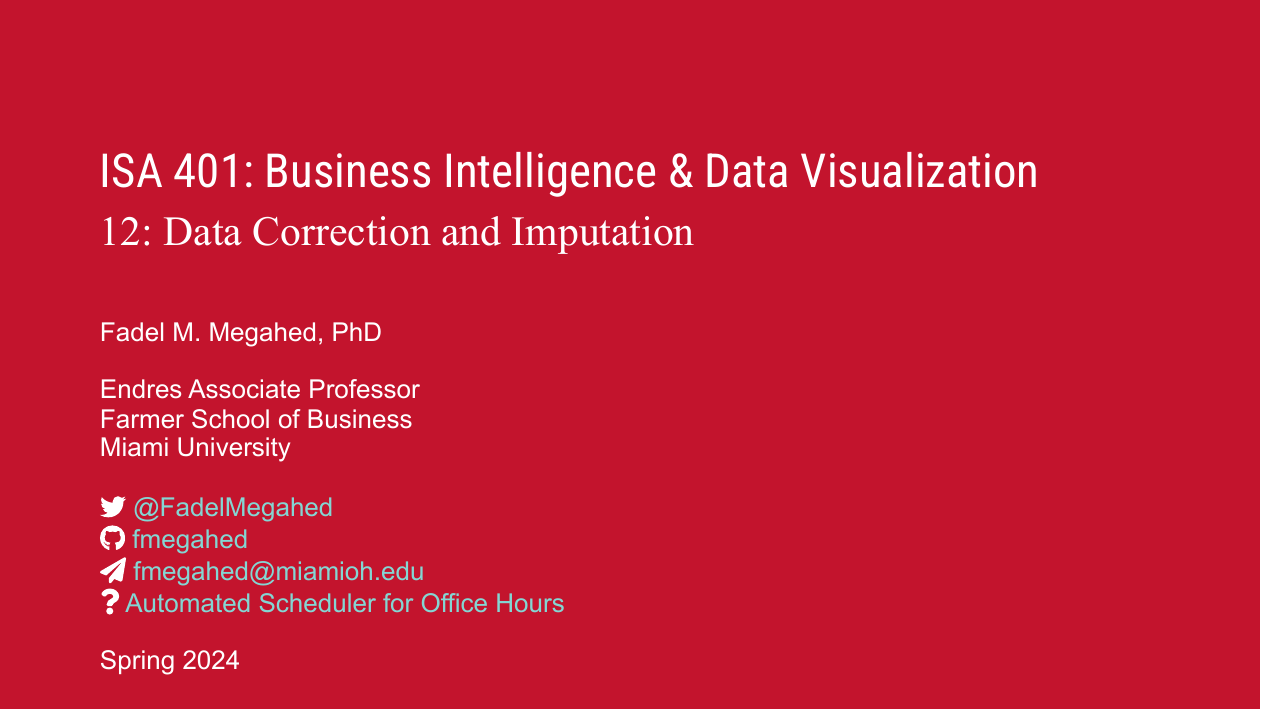 ISA 401: Business Intelligence & Data Visualization
12: Data Correction and Imputation
Fadel M. Megahed, PhD
Endres Associate Professor
Farmer School of Business
Miami University
@FadelMegahed
fmegahed
fmegahed@miamioh.edu
? Automated Scheduler for Office Hours
Spring 2024